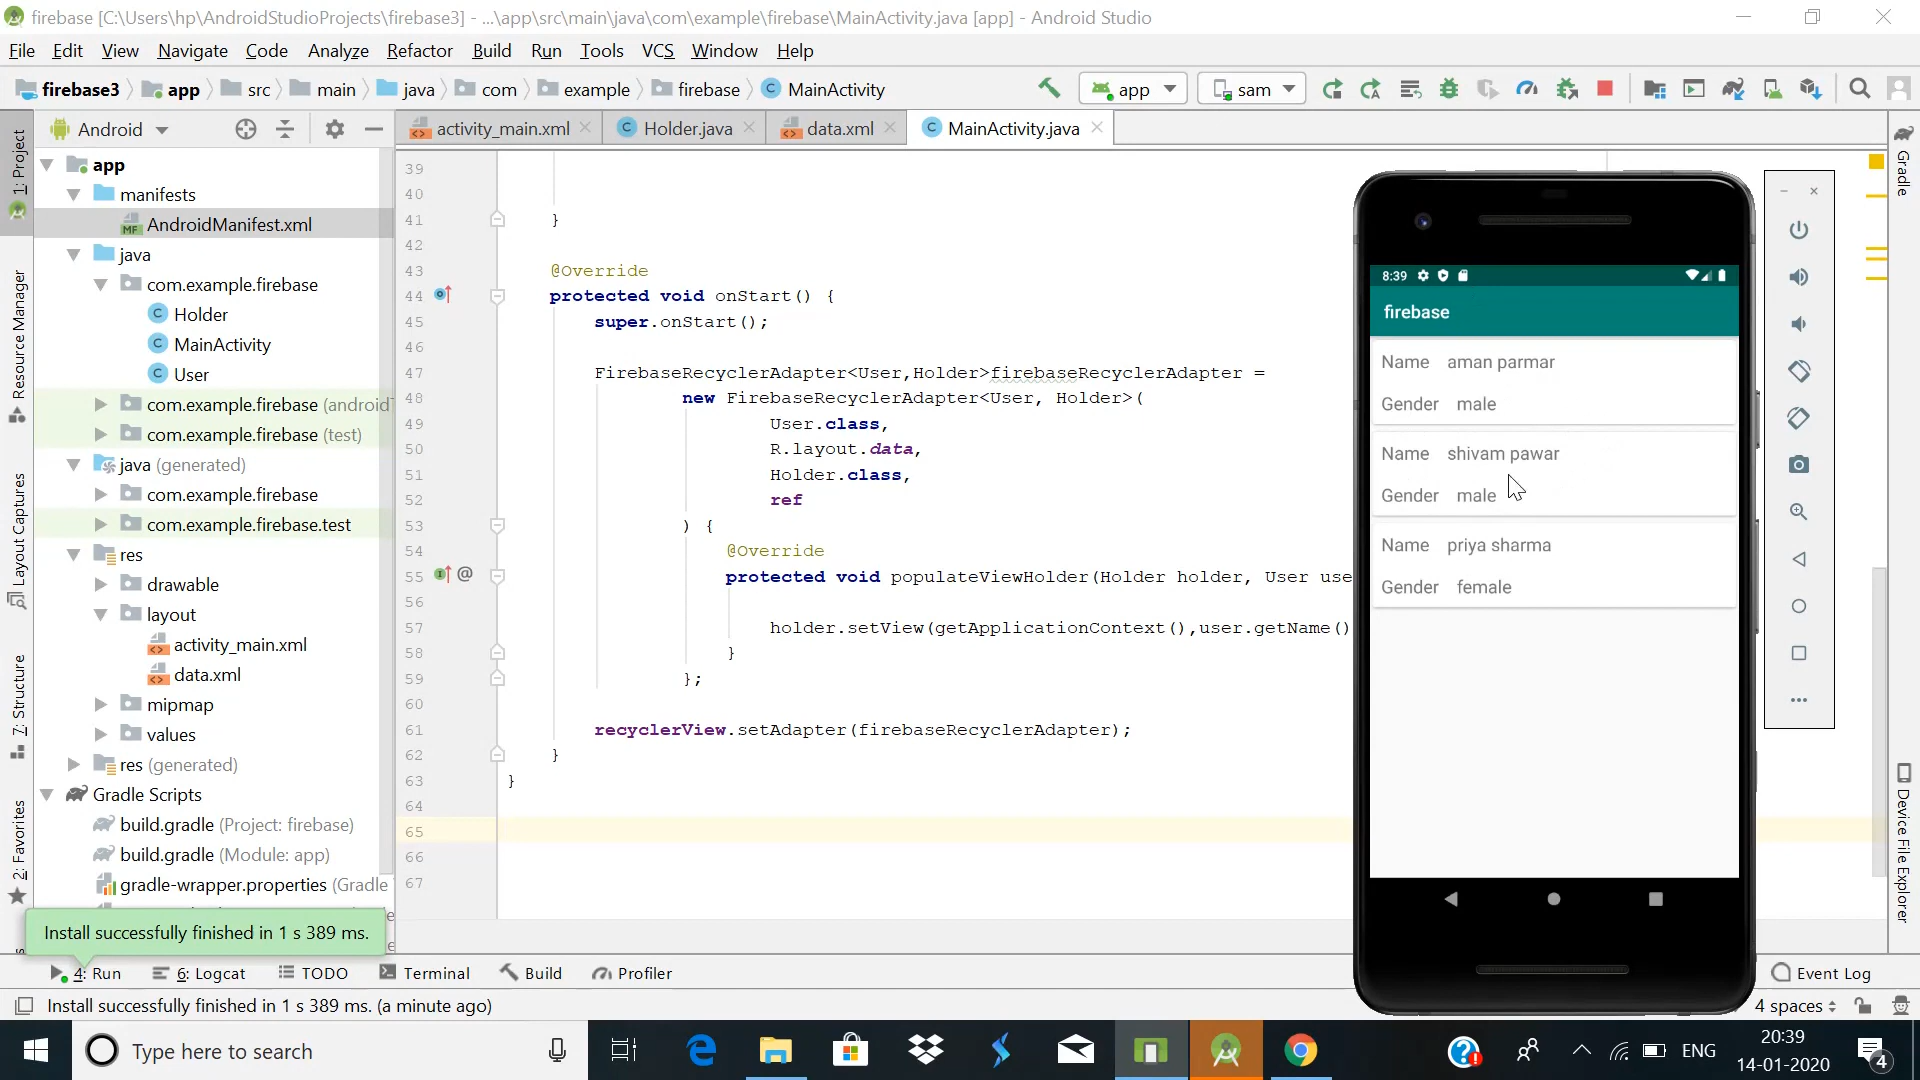 firebase [C:\Users\hp\AndroidStudioProjects\firebase3] - ...\app\src\main\java\com\example\firebase\MainActivity.java [app] - Android Studio
File Edit View Navigate Code Analyze Refactor Build Run Tools VCS Window Help
firebase3 app src main java com example firebase MainActivity app sam
Android activity_main.xml Holder.java data.xml MainActivity.java
1: Project
Resource Manager
Layout Captures
7: Structure
2: Favorites
app
manifests
MF AndroidManifest.xml
java
com.example.firebase
Holder
MainActivity
User
com.example.firebase (android
com.example.firebase (test)
java (generated)
com.example.firebase
com.example.firebase.test
res
drawable
layout
activity_main.xml
data.xml
mipmap
values
res (generated)
Gradle Scripts
build.gradle (Project: firebase)
build.gradle (Module: app)
gradle-wrapper.properties (Gradle
Install successfully finished in 1 s 389 ms.
39
40
41 }
42
43 @Override
44 protected void onStart() {
45 super.onStart();
46
47 FirebaseRecyclerAdapter<User,Holder>firebaseRecyclerAdapter =
48 new FirebaseRecyclerAdapter<User, Holder>(
49 User.class,
50 R.layout.data,
51 Holder.class,
52 ref
53 ) {
54 @Override
55 protected void populateViewHolder(Holder holder, User use
56
57 holder.setView(getApplicationContext(),user.getName()
58 }
59 };
60
61 recyclerView.setAdapter(firebaseRecyclerAdapter);
62 }
63 }
64
65
66
67
8:39
firebase
Name aman parmar
Gender male
Name shivam pawar
Gender male
Name priya sharma
Gender female
Gradle
Device File Explorer
4: Run 6: Logcat TODO Terminal Build Profiler Event Log
Install successfully finished in 1 s 389 ms. (a minute ago) 4 spaces
Type here to search
ENG
20:39
14-01-2020
4